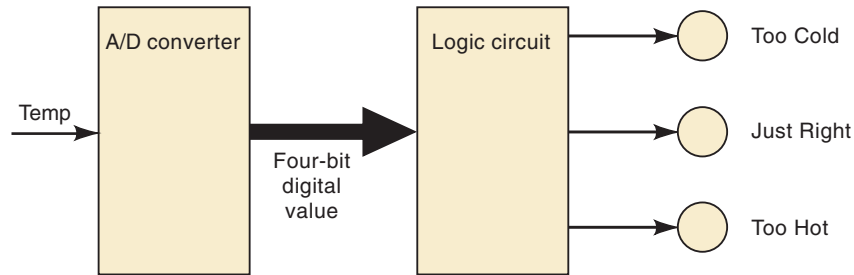 A/D converter
Logic circuit
Too Cold
Temp
Just Right
Four-bit
digital
value
Too Hot